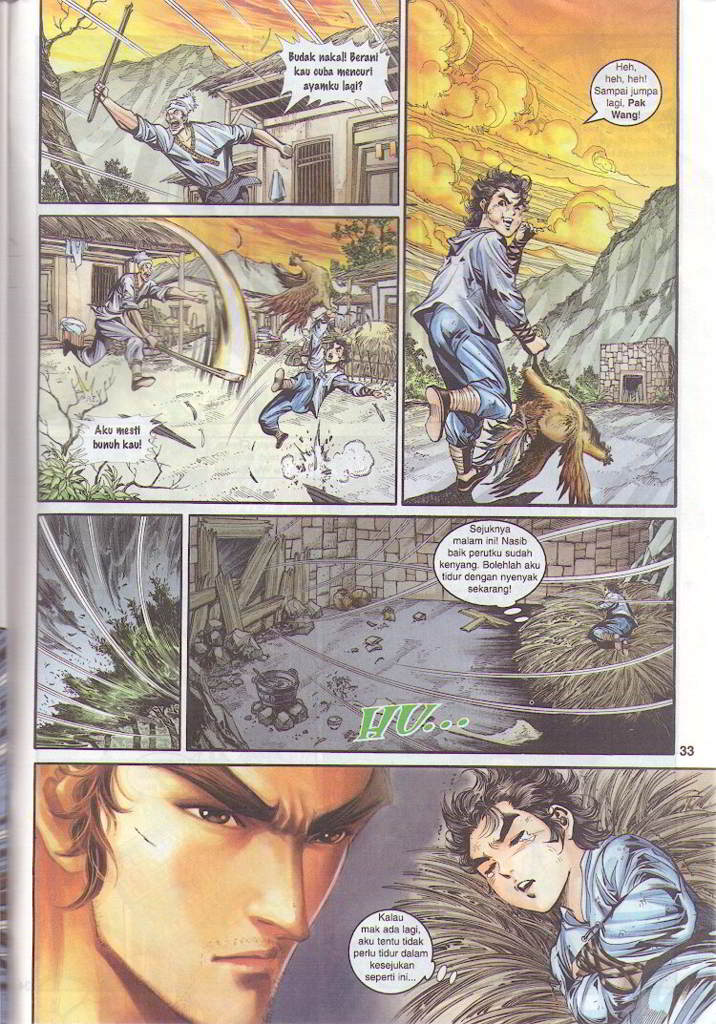 Budak nakal! Berani
kau cuba mencuri
ayamku lagi?
Heh,
heh, heh!
Sampai jumpa
lagi, Pak
Wang!
Aku mesti
bunuh kau!
Sejuknya
malam ini! Nasib
baik perutku sudah
kenyang. Bolehlah aku
tidur dengan nyenyak
sekarang!
HU...
33
Kalau
mak ada lagi,
aku tentu tidak
perlu tidur dalam
kesejukan
seperti ini...